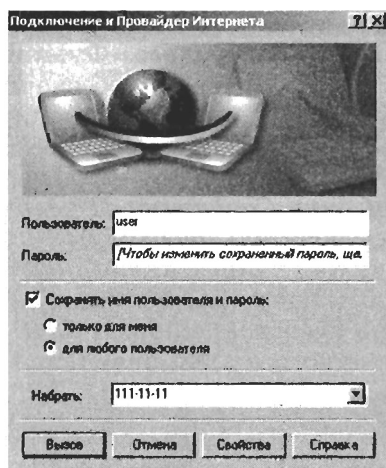 Подключение к Провайдер Интернета
Пользователь: user
Пароль: [Чтобы изменить сохраненный пароль, ще.
Сохранять имя пользователя и пароль:
только для меня
для любого пользователя
Набрать: 111-11-11
Вызов Отмена Свойства Справка